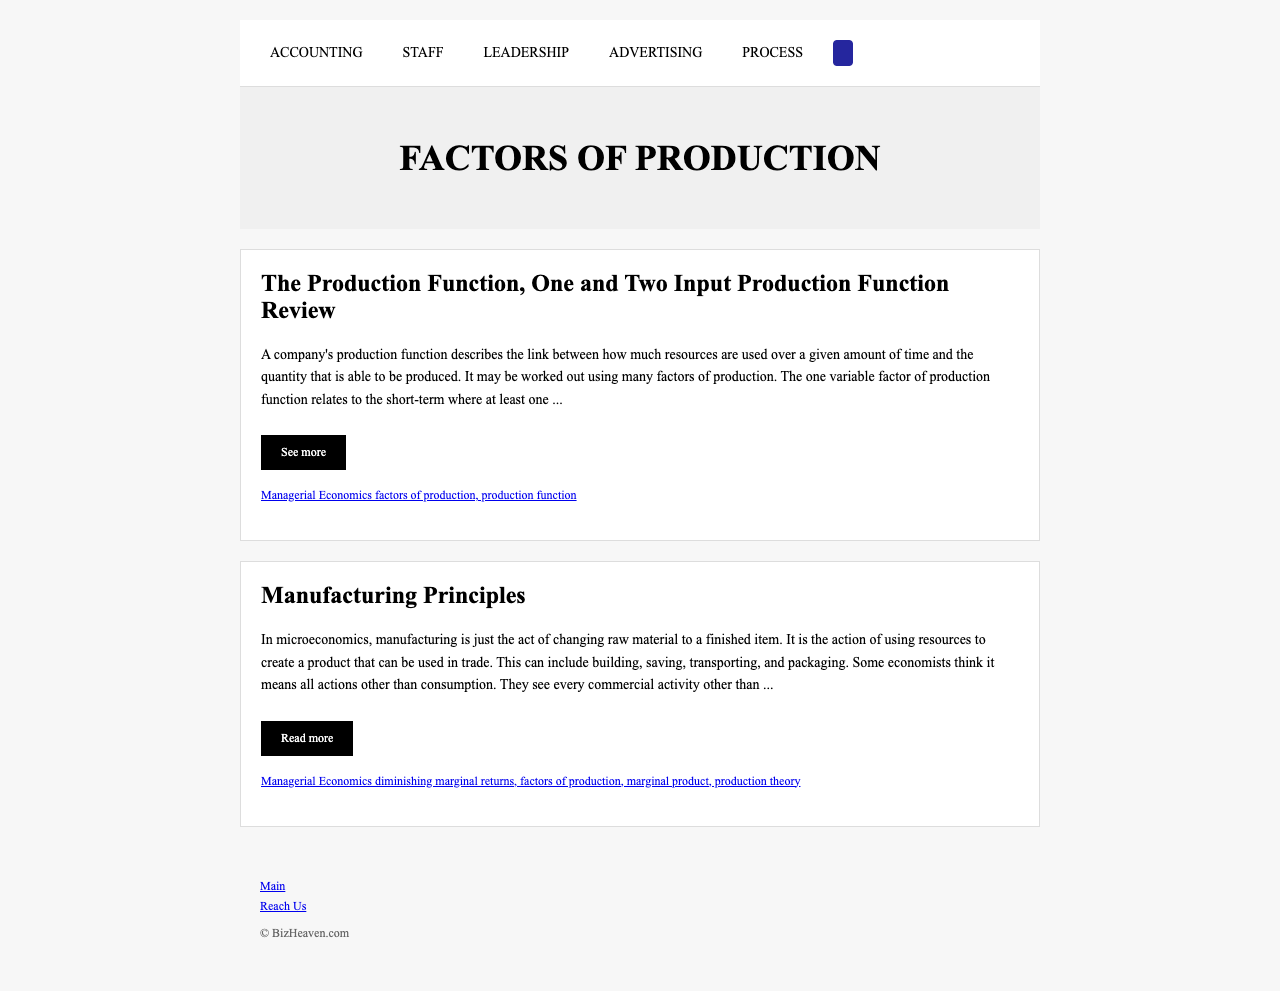 ACCOUNTING STAFF LEADERSHIP ADVERTISING PROCESS
FACTORS OF PRODUCTION
The Production Function, One and Two Input Production Function
Review
A company's production function describes the link between how much resources are used over a given amount of time and the
quantity that is able to be produced. It may be worked out using many factors of production. The one variable factor of production
function relates to the short-term where at least one ...
See more
Managerial Economics factors of production, production function
Manufacturing Principles
In microeconomics, manufacturing is just the act of changing raw material to a finished item. It is the action of using resources to
create a product that can be used in trade. This can include building, saving, transporting, and packaging. Some economists think it
means all actions other than consumption. They see every commercial activity other than ...
Read more
Managerial Economics diminishing marginal returns, factors of production, marginal product, production theory
Main
Reach Us
© BizHeaven.com